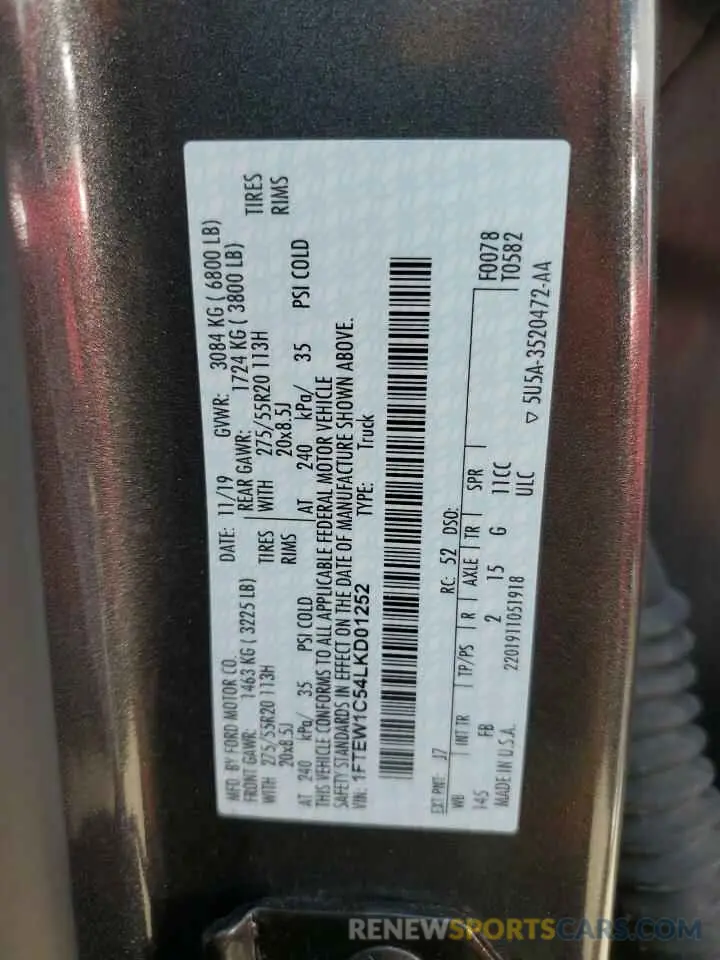 MFG. BY FORD MOTOR CO. DATE: 11/19 GVWR: 3084 KG ( 6800 LB)
FRONT GAWR: 1463 KG ( 3225 LB) REAR GAWR: 1724 KG ( 3800 LB)
WITH 275/55R20 113H TIRES WITH 275/55R20 113H TIRES
20x8.5J RIMS 20x8.5J RIMS
AT 240 kPa/ 35 PSI COLD AT 240 kPa/ 35 PSI COLD
THIS VEHICLE CONFORMS TO ALL APPLICABLE FEDERAL MOTOR VEHICLE
SAFETY STANDARDS IN EFFECT ON THE DATE OF MANUFACTURE SHOWN ABOVE.
VIN: 1FTEW1C54LKD01252 TYPE: Truck
EXT PNT: J7 RC: 52 DSO:
WB INT TR TP/PS R AXLE TR SPR F0078
145 FB 2 15 G 11CC T0582
MADE IN U.S.A. 2201911051918 ULC
▽ 5U5A-3520472-AA
RENEWSPORTSCARS.COM